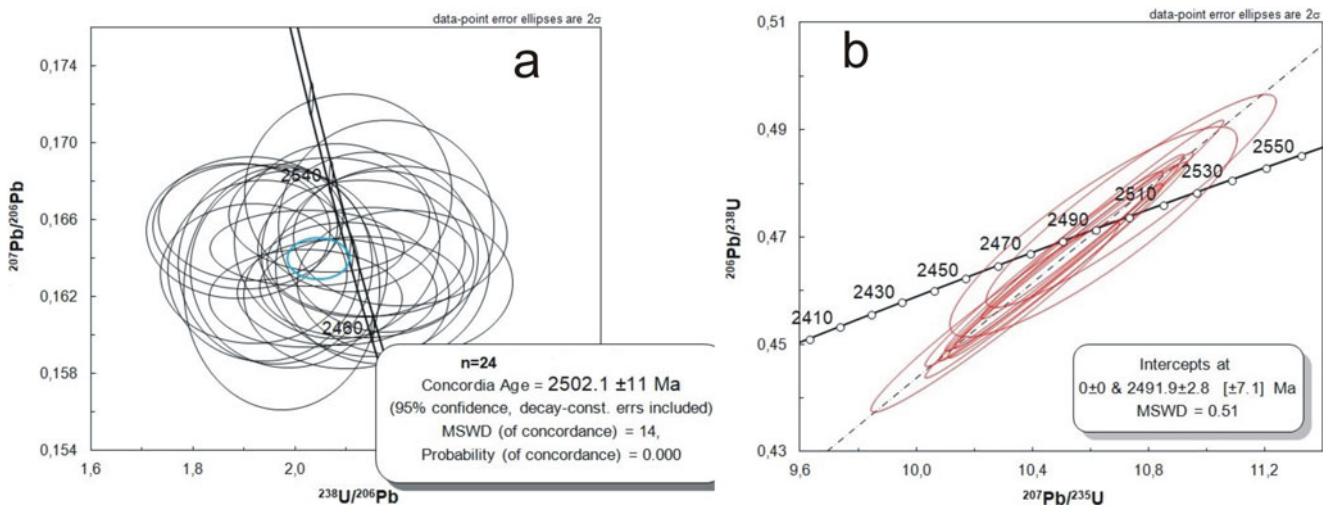 data-point error ellipses are 2σ
a
0,174
0,170
0,166
0,162
0,158
0,154
²⁰⁷Pb/²⁰⁶Pb
2540
2460
1,6
1,8
2,0
²³⁸U/²⁰⁶Pb
n=24
Concordia Age = 2502.1 ±11 Ma
(95% confidence, decay-const. errs included)
MSWD (of concordance) = 14,
Probability (of concordance) = 0.000
data-point error ellipses are 2σ
b
0,51
0,49
0,47
0,45
0,43
²⁰⁶Pb/²³⁸U
2410
2430
2450
2470
2490
2510
2530
2550
9,6
10,0
10,4
10,8
11,2
²⁰⁷Pb/²³⁵U
Intercepts at
0±0 & 2491.9±2.8 [±7.1] Ma
MSWD = 0.51